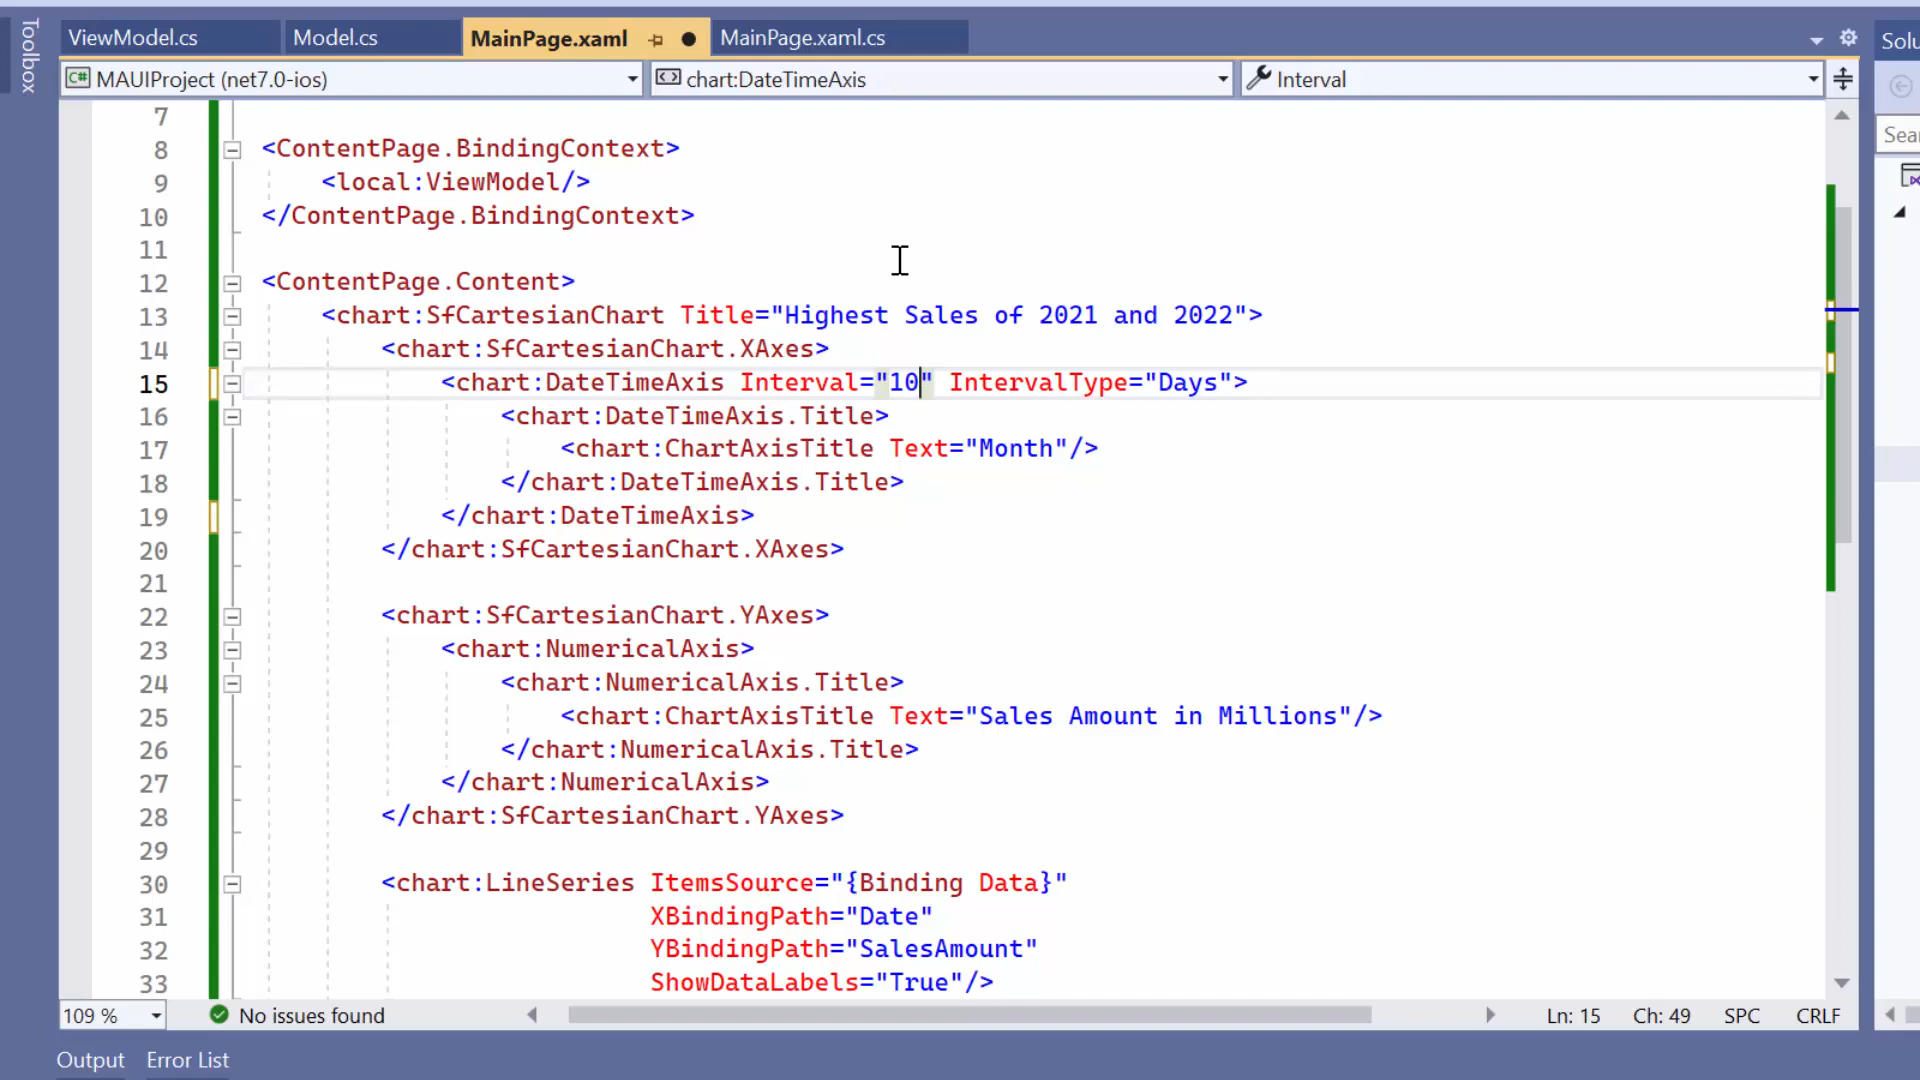 Toolbox
ViewModel.cs
Model.cs
MainPage.xaml
MainPage.xaml.cs
Solu
MAUIProject (net7.0-ios)
chart:DateTimeAxis
Interval
Sea
7
8 <ContentPage.BindingContext>
9 <local:ViewModel/>
10 </ContentPage.BindingContext>
11
12 <ContentPage.Content>
13 <chart:SfCartesianChart Title="Highest Sales of 2021 and 2022">
14 <chart:SfCartesianChart.XAxes>
15 <chart:DateTimeAxis Interval="10" IntervalType="Days">
16 <chart:DateTimeAxis.Title>
17 <chart:ChartAxisTitle Text="Month"/>
18 </chart:DateTimeAxis.Title>
19 </chart:DateTimeAxis>
20 </chart:SfCartesianChart.XAxes>
21
22 <chart:SfCartesianChart.YAxes>
23 <chart:NumericalAxis>
24 <chart:NumericalAxis.Title>
25 <chart:ChartAxisTitle Text="Sales Amount in Millions"/>
26 </chart:NumericalAxis.Title>
27 </chart:NumericalAxis>
28 </chart:SfCartesianChart.YAxes>
29
30 <chart:LineSeries ItemsSource="{Binding Data}"
31 XBindingPath="Date"
32 YBindingPath="SalesAmount"
33 ShowDataLabels="True"/>
109 %
No issues found
Ln: 15 Ch: 49 SPC CRLF
Output Error List